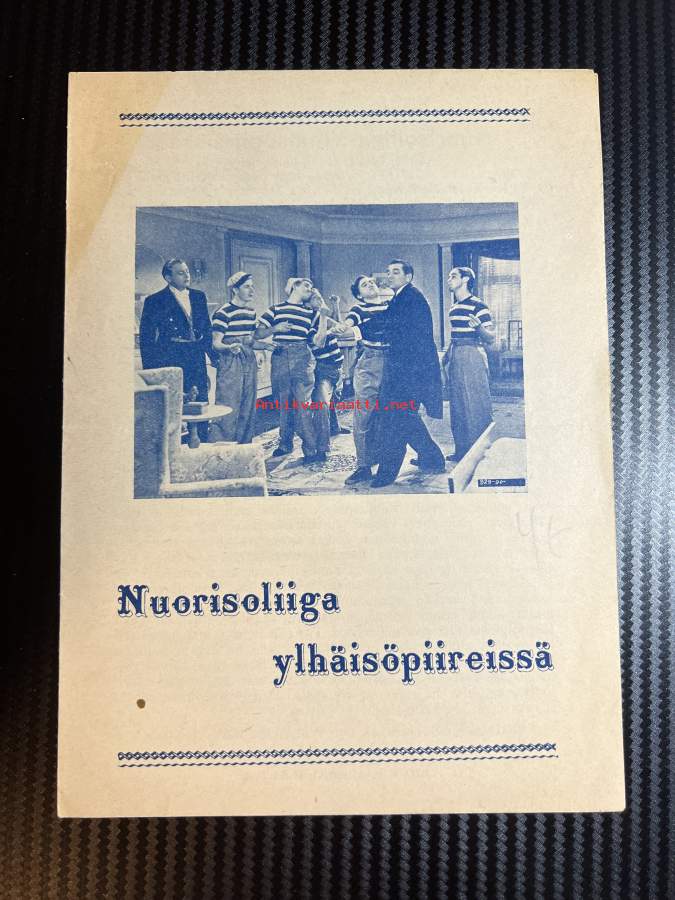 Antikvariaatti.net
Nuorisoliiga
ylhäisöpiireissä